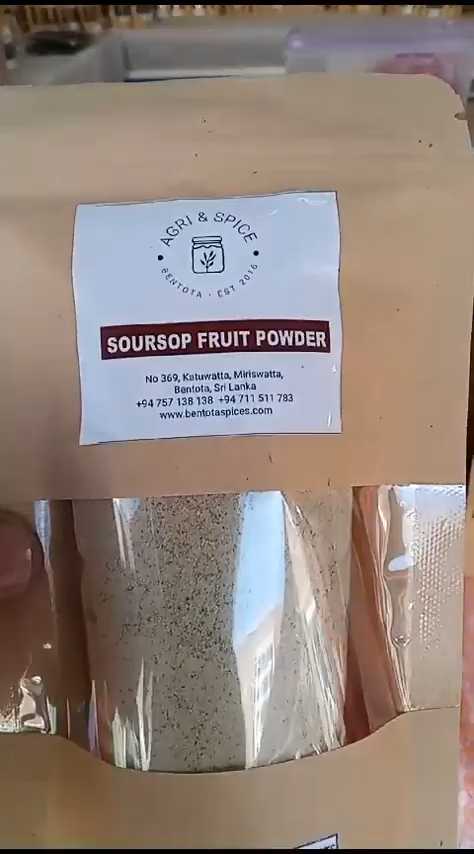 AGRI & SPICE
BENTOTA · EST 2016
SOURSOP FRUIT POWDER
No 369, Katuwatta, Miriswatta,
Bentota, Sri Lanka
+94 757 138 138 +94 711 511 783
www.bentotaspices.com